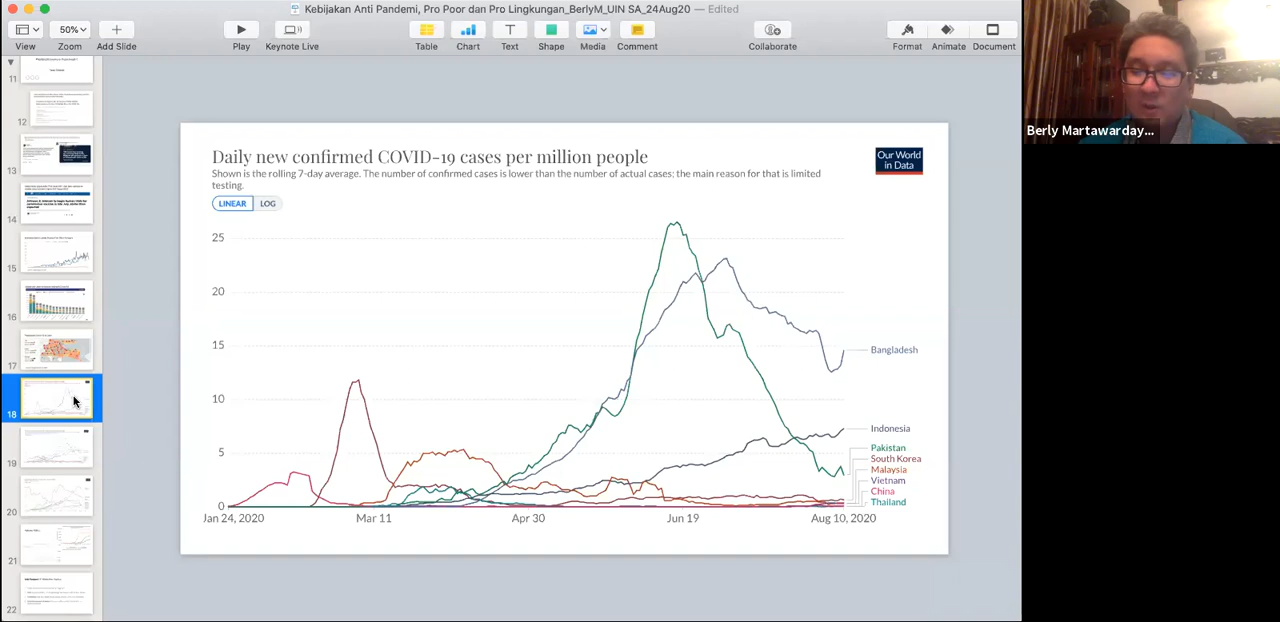 Kebijakan Anti Pandemi, Pro Poor dan Pro Lingkungan_BerlyM_UIN SA_24Aug20 — Edited
50%
View
Zoom
Add Slide
Play
Keynote Live
Table
Chart
Text
Shape
Media
Comment
Collaborate
Format
Animate
Document
11
12
13
14
15
16
17
18
19
20
21
22
Daily new confirmed COVID-19 cases per million people
Shown is the rolling 7-day average. The number of confirmed cases is lower than the number of actual cases; the main reason for that is limited
testing.
Our World
in Data
LINEAR
LOG
25
20
15
10
5
0
Jan 24, 2020
Mar 11
Apr 30
Jun 19
Aug 10, 2020
Bangladesh
Indonesia
Pakistan
South Korea
Malaysia
Vietnam
China
Thailand
Berly Martawarday...